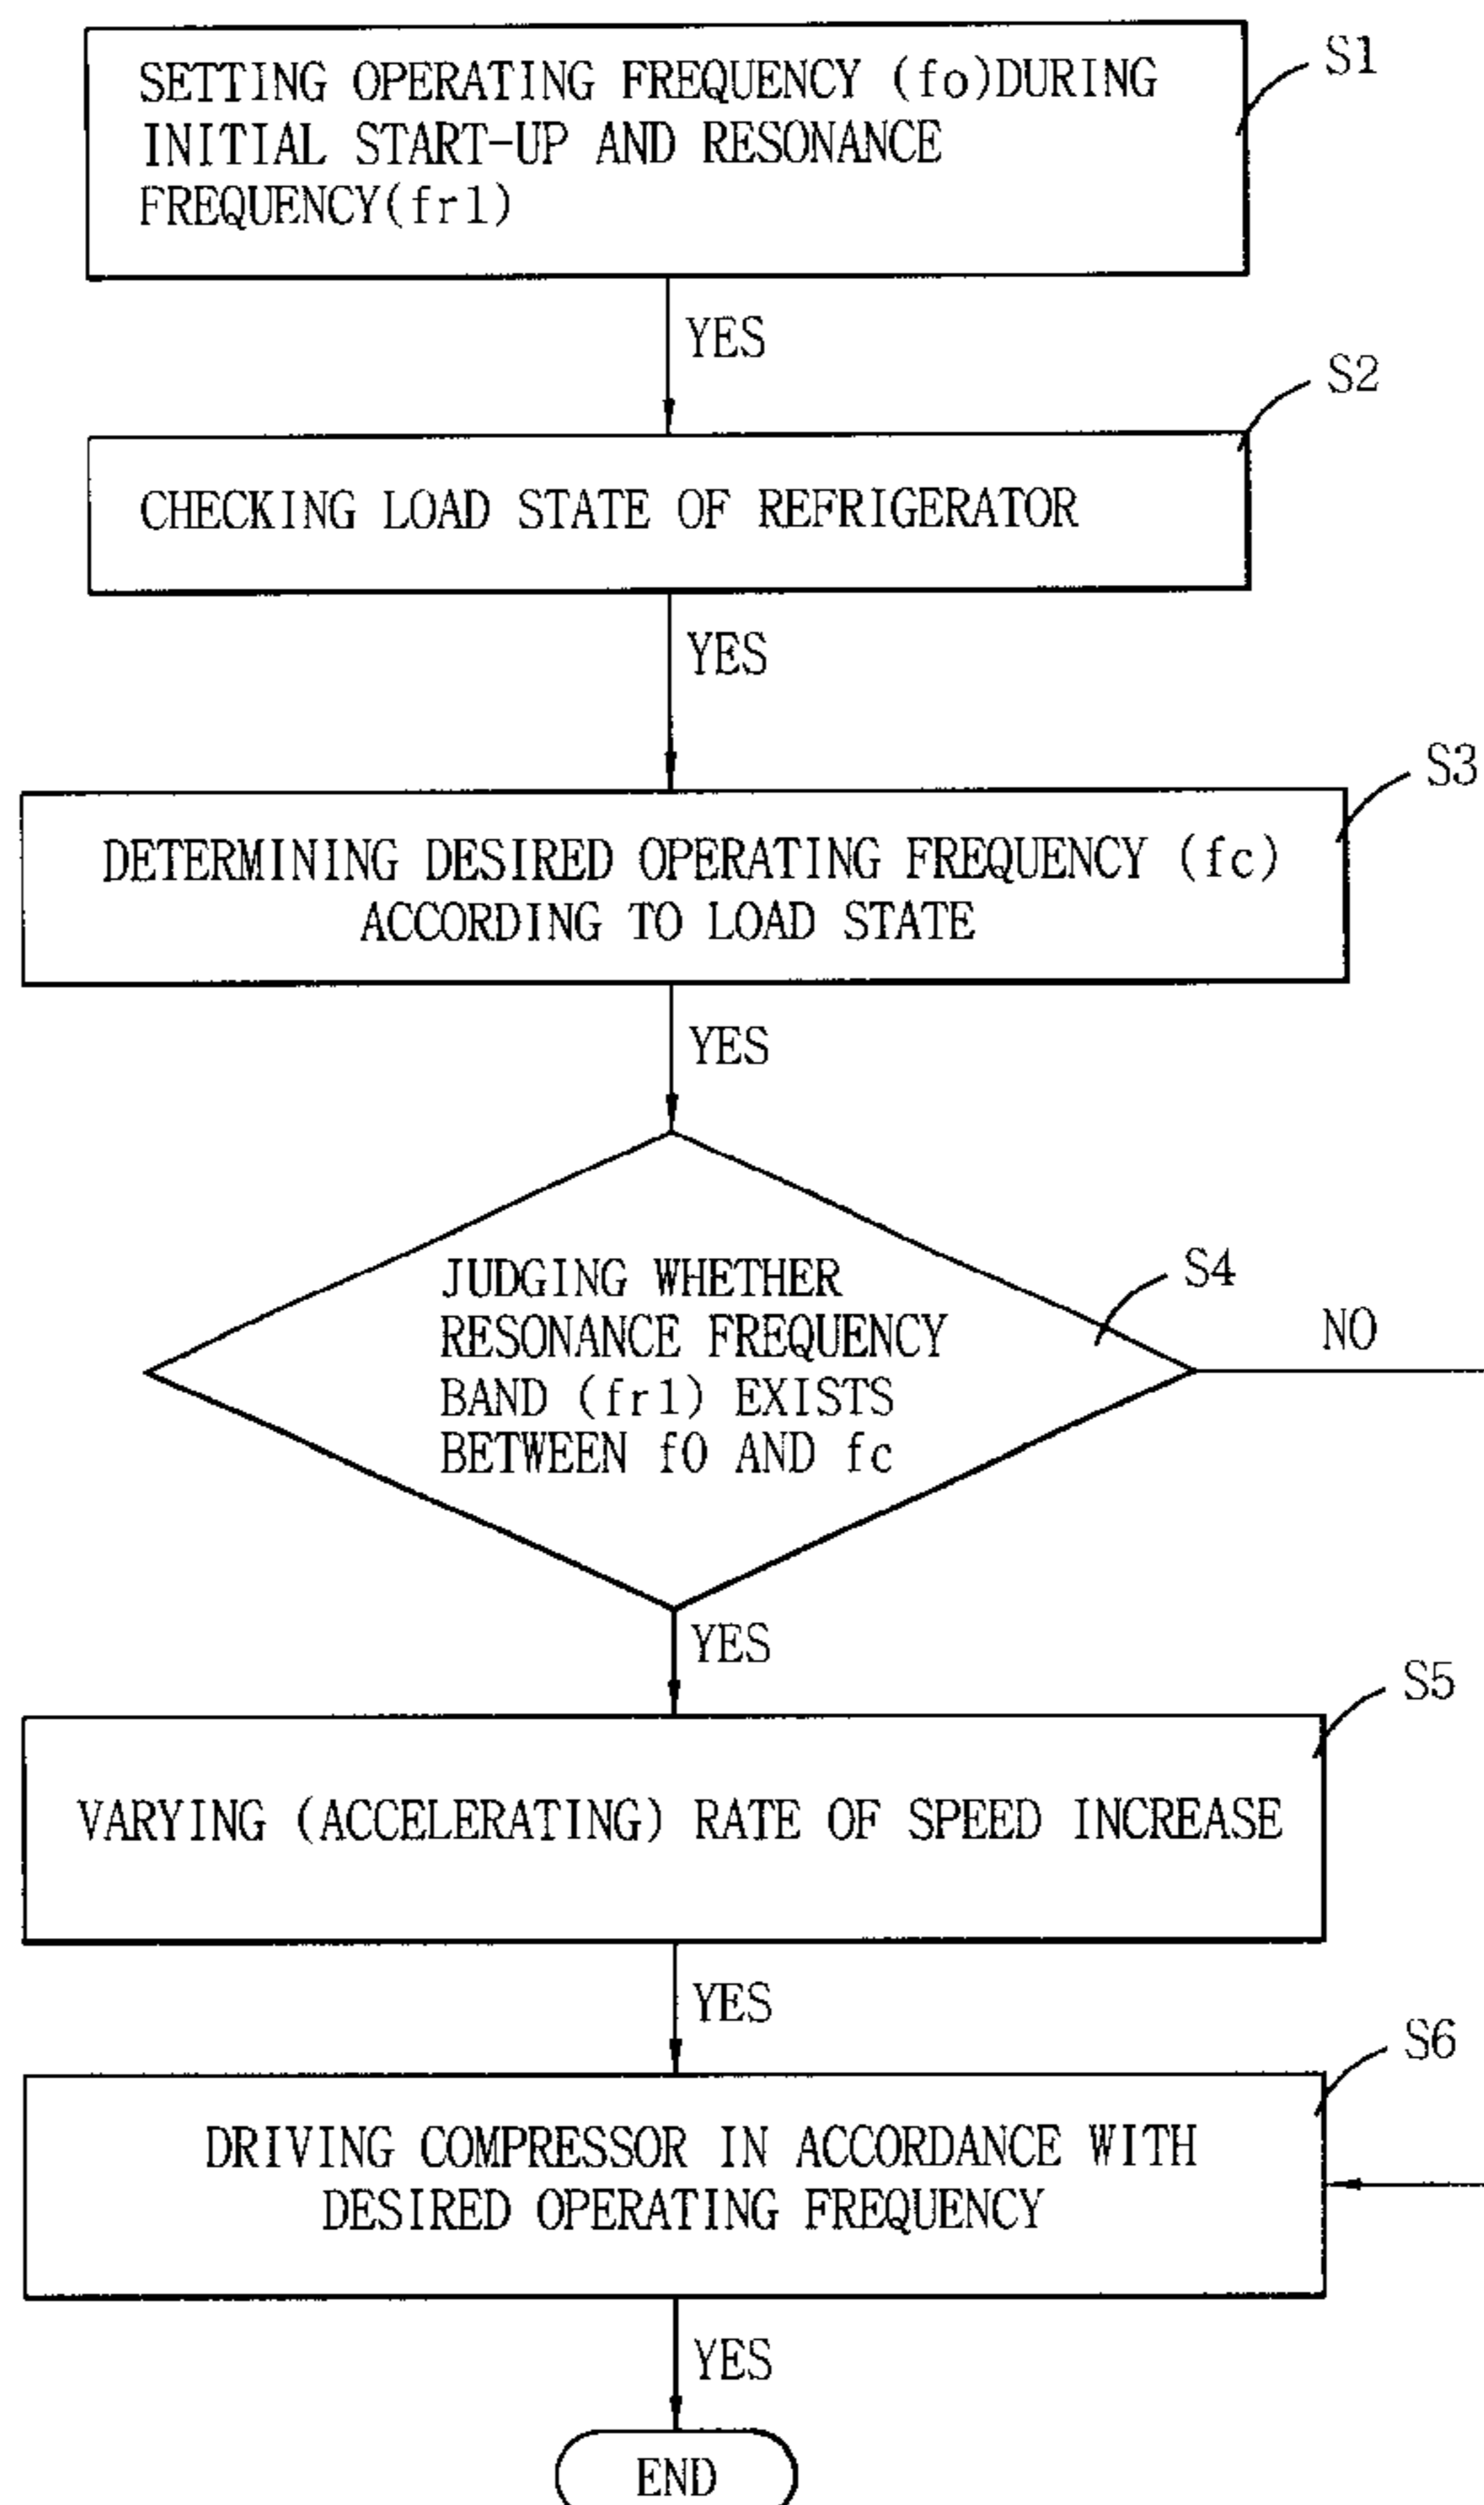 SETTING OPERATING FREQUENCY (fo)DURING
INITIAL START-UP AND RESONANCE
FREQUENCY(fr1)
S1
YES
S2
CHECKING LOAD STATE OF REFRIGERATOR
YES
S3
DETERMINING DESIRED OPERATING FREQUENCY (fc)
ACCORDING TO LOAD STATE
YES
JUDGING WHETHER
RESONANCE FREQUENCY
BAND (fr1) EXISTS
BETWEEN f0 AND fc
S4
NO
YES
S5
VARYING (ACCELERATING) RATE OF SPEED INCREASE
YES
S6
DRIVING COMPRESSOR IN ACCORDANCE WITH
DESIRED OPERATING FREQUENCY
YES
END